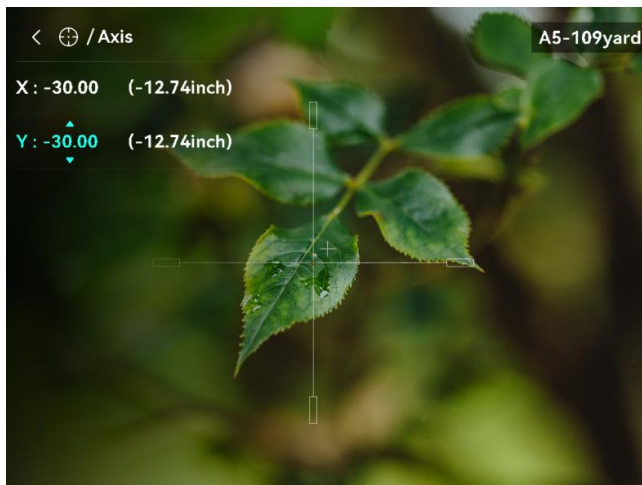 /Axis
A5-109yard
X : -30.00 (-12.74inch)
Y : -30.00 (-12.74inch)